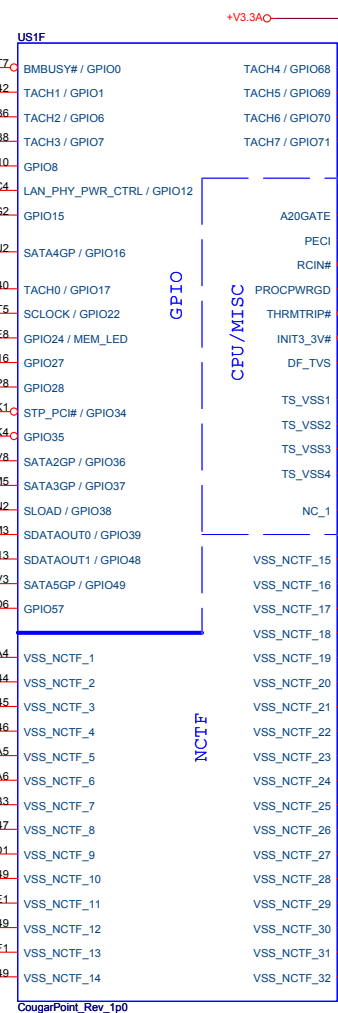 +V3.3A
US1F
BMBUSY# / GPIO0
TACH1 / GPIO1
TACH2 / GPIO6
TACH3 / GPIO7
GPIO8
LAN_PHY_PWR_CTRL / GPIO12
GPIO15
SATA4GP / GPIO16
TACH0 / GPIO17
SCLOCK / GPIO22
GPIO24 / MEM_LED
GPIO27
GPIO28
STP_PCI# / GPIO34
GPIO35
SATA2GP / GPIO36
SATA3GP / GPIO37
SLOAD / GPIO38
SDATAOUT0 / GPIO39
SDATAOUT1 / GPIO48
SATA5GP / GPIO49
GPIO57
VSS_NCTF_1
VSS_NCTF_2
VSS_NCTF_3
VSS_NCTF_4
VSS_NCTF_5
VSS_NCTF_6
VSS_NCTF_7
VSS_NCTF_8
VSS_NCTF_9
VSS_NCTF_10
VSS_NCTF_11
VSS_NCTF_12
VSS_NCTF_13
VSS_NCTF_14
GPIO
CPU/MISC
NCTF
TACH4 / GPIO68
TACH5 / GPIO69
TACH6 / GPIO70
TACH7 / GPIO71
A20GATE
PECI
RCIN#
PROCPWRGD
THRMTRIP#
INIT3_3V#
DF_TVS
TS_VSS1
TS_VSS2
TS_VSS3
TS_VSS4
NC_1
VSS_NCTF_15
VSS_NCTF_16
VSS_NCTF_17
VSS_NCTF_18
VSS_NCTF_19
VSS_NCTF_20
VSS_NCTF_21
VSS_NCTF_22
VSS_NCTF_23
VSS_NCTF_24
VSS_NCTF_25
VSS_NCTF_26
VSS_NCTF_27
VSS_NCTF_28
VSS_NCTF_29
VSS_NCTF_30
VSS_NCTF_31
VSS_NCTF_32
CougarPoint_Rev_1p0